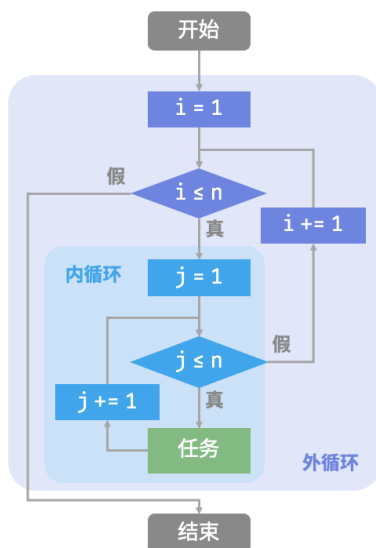 开始
i = 1
假
i ≤ n
真
i += 1
内循环
j = 1
j ≤ n
假
j += 1
真
任务
外循环
结束